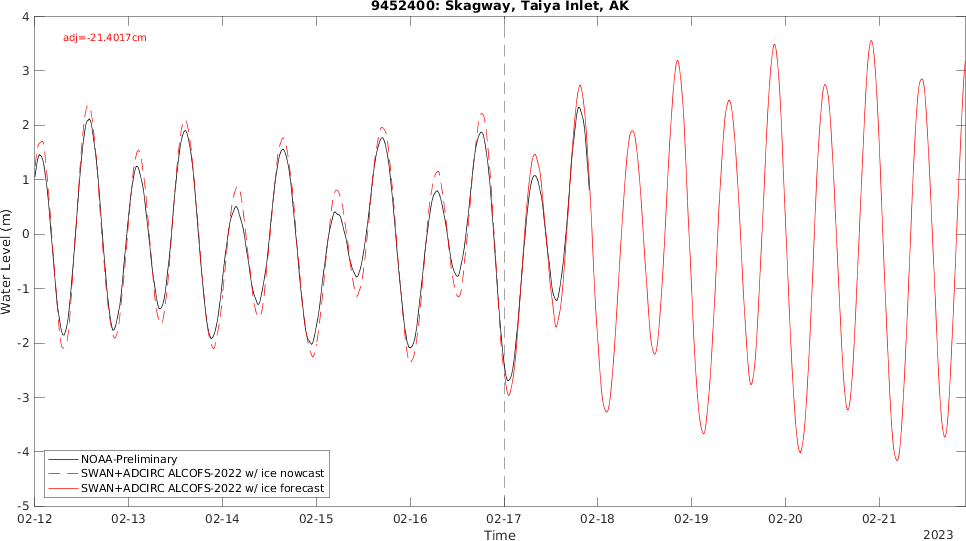 9452400: Skagway, Taiya Inlet, AK
adj=-21.4017cm
4
3
2
1
0
-1
-2
-3
-4
-5
Water Level (m)
NOAA-Preliminary
SWAN+ADCIRC ALCOFS-2022 w/ ice nowcast
SWAN+ADCIRC ALCOFS-2022 w/ ice forecast
02-12 02-13 02-14 02-15 02-16 02-17 02-18 02-19 02-20 02-21
Time
2023